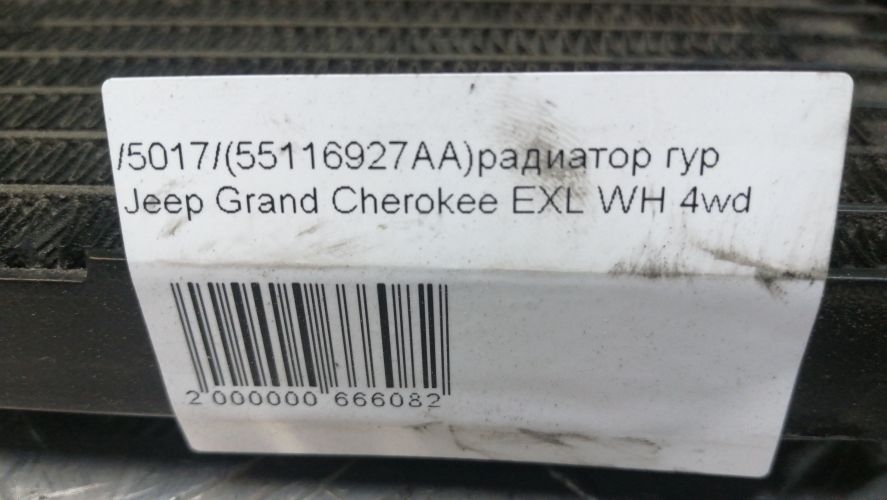 /5017/(55116927AA)радиатор гур
Jeep Grand Cherokee EXL WH 4wd
2 000000 666082